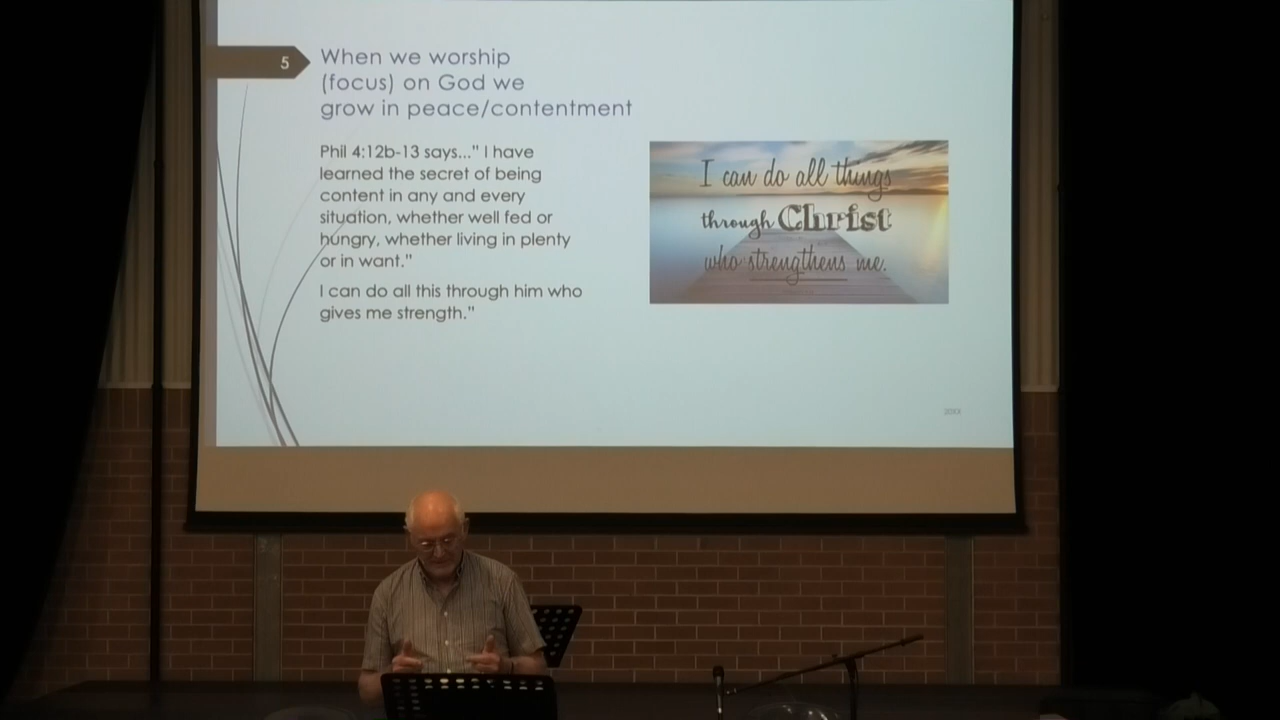 5
When we worship
(focus) on God we
grow in peace/contentment
Phil 4:12b-13 says..." I have
learned the secret of being
content in any and every
situation, whether well fed or
hungry, whether living in plenty
or in want."
I can do all this through him who
gives me strength."
I can do all things
through Christ
who strengthens me.
20XX